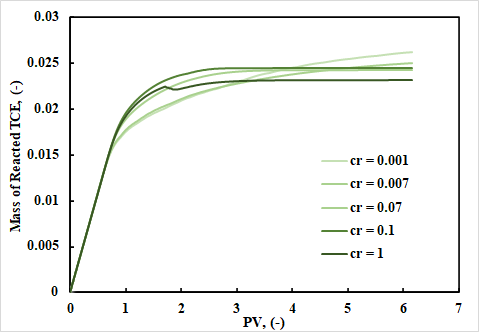 0.03
0.025
0.02
0.015
0.01
0.005
0
Mass of Reacted TCE, (-)
cr = 0.001
cr = 0.007
cr = 0.07
cr = 0.1
cr = 1
0 1 2 3 4 5 6 7
PV, (-)